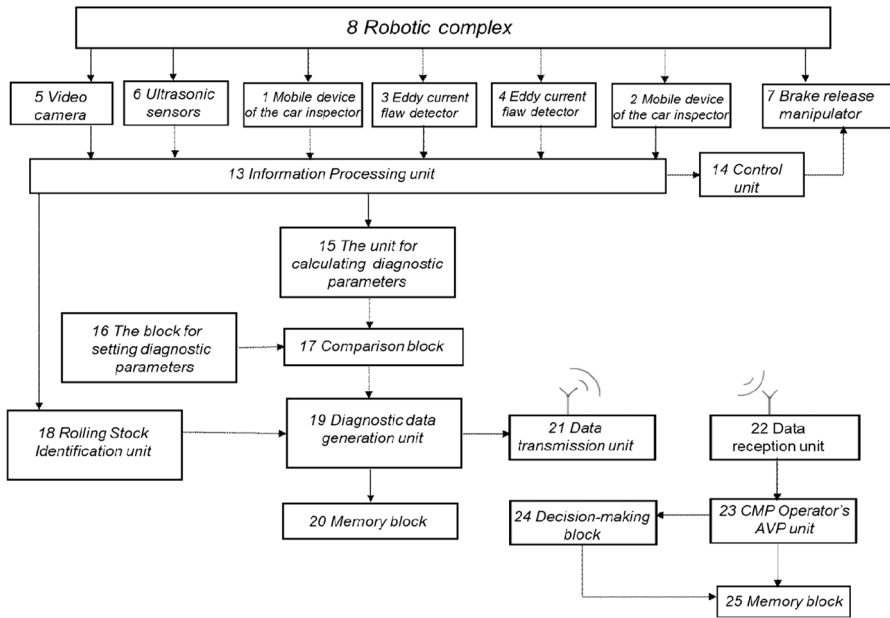 8 Robotic complex
5 Video
camera
6 Ultrasonic
sensors
1 Mobile device
of the car inspector
3 Eddy current
flaw detector
4 Eddy current
flaw detector
2 Mobile device
of the car inspector
7 Brake release
manipulator
13 Information Processing unit
14 Control
unit
15 The unit for
calculating diagnostic
parameters
16 The block for
setting diagnostic
parameters
17 Comparison block
18 Rolling Stock
Identification unit
19 Diagnostic data
generation unit
21 Data
transmission unit
22 Data
reception unit
20 Memory block
24 Decision-making
block
23 CMP Operator's
AVP unit
25 Memory block